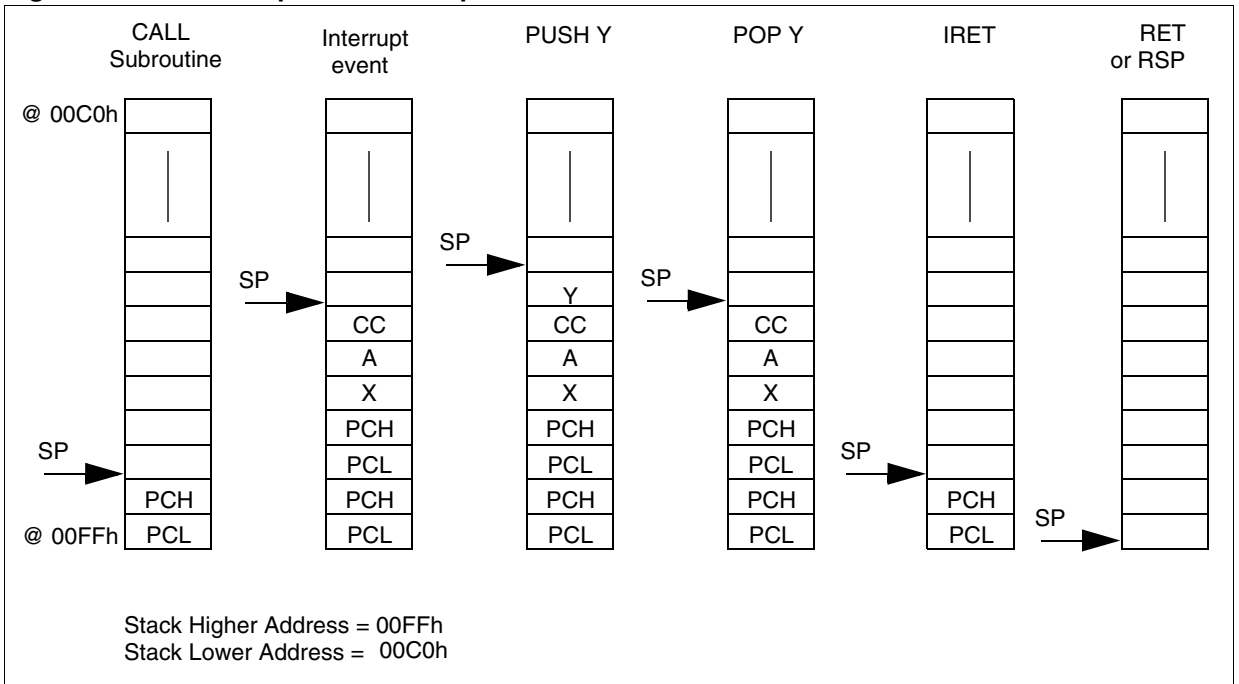 CALL
Subroutine
Interrupt
event
PUSH Y
POP Y
IRET
RET
or RSP
@ 00C0h
SP
SP
SP
Y
CC
CC
CC
A
A
A
X
X
X
PCH
PCH
PCH
SP
SP
PCL
PCL
PCL
PCH
PCH
PCH
PCH
PCH
SP
@ 00FFh
PCL
PCL
PCL
PCL
PCL
Stack Higher Address = 00FFh
Stack Lower Address = 00C0h